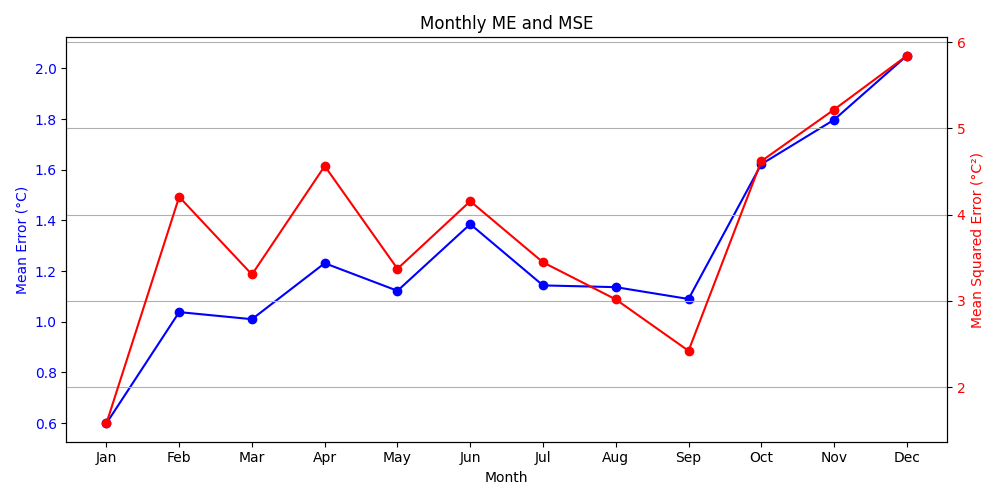 Monthly ME and MSE
Mean Error (°C)
2.0
1.8
1.6
1.4
1.2
1.0
0.8
0.6
6
5
4
3
2
Mean Squared Error (°C²)
Jan Feb Mar Apr May Jun Jul Aug Sep Oct Nov Dec
Month